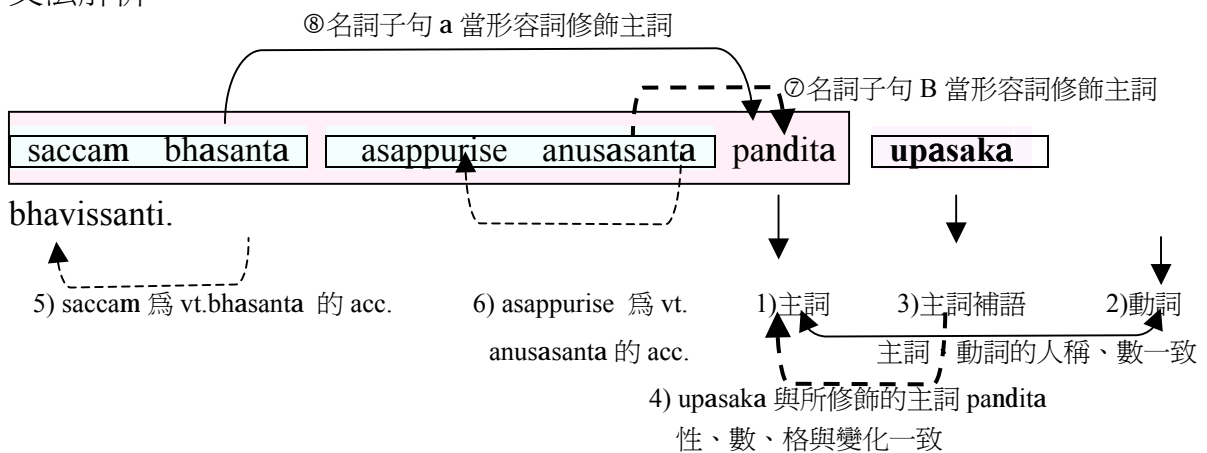 ⑧名詞子句 a 當形容詞修飾主詞
⑦名詞子句 B 當形容詞修飾主詞
saccam bhasanta asappurise anusasanta pandita upasaka
bhavissanti.
5) saccam 為 vt.bhasanta 的 acc.
6) asappurise 為 vt.
anusasanta 的 acc.
1)主詞
3)主詞補語
2)動詞
主詞，動詞的人稱、數一致
4) upasaka 與所修飾的主詞 pandita
性、數、格與變化一致